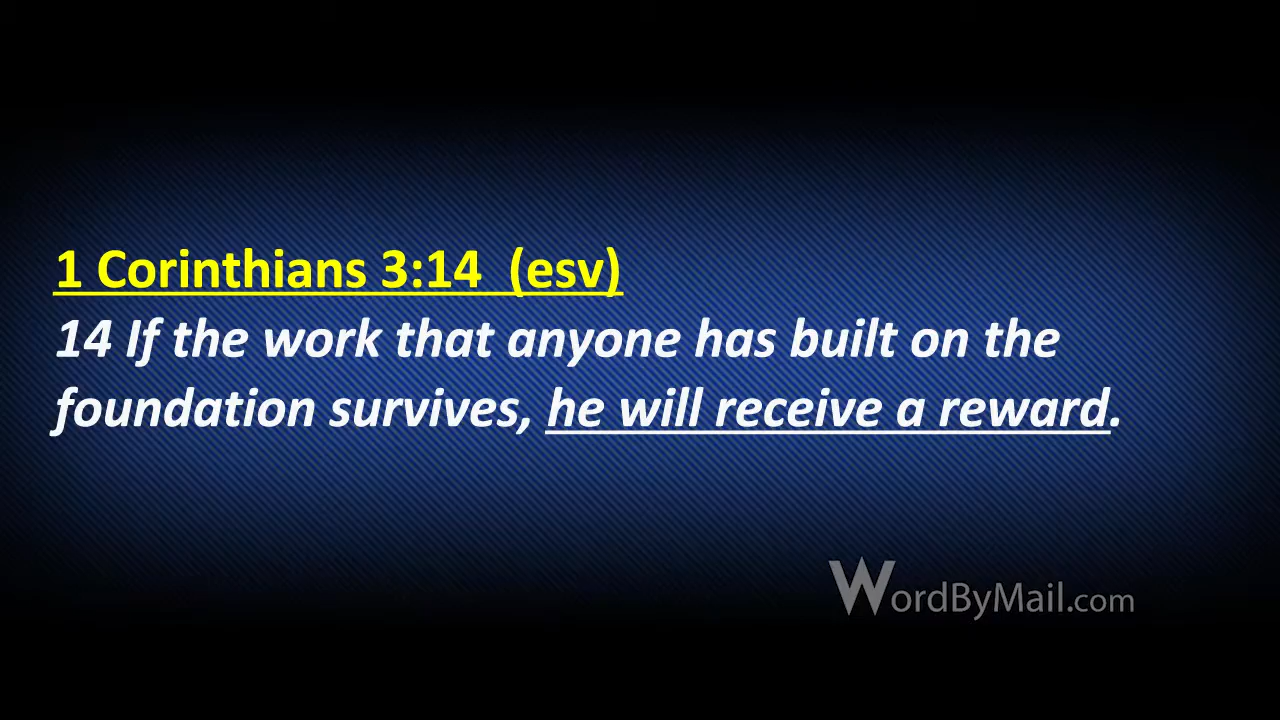 1 Corinthians 3:14  (esv)
14 If the work that anyone has built on the
foundation survives, he will receive a reward.
WordByMail.com